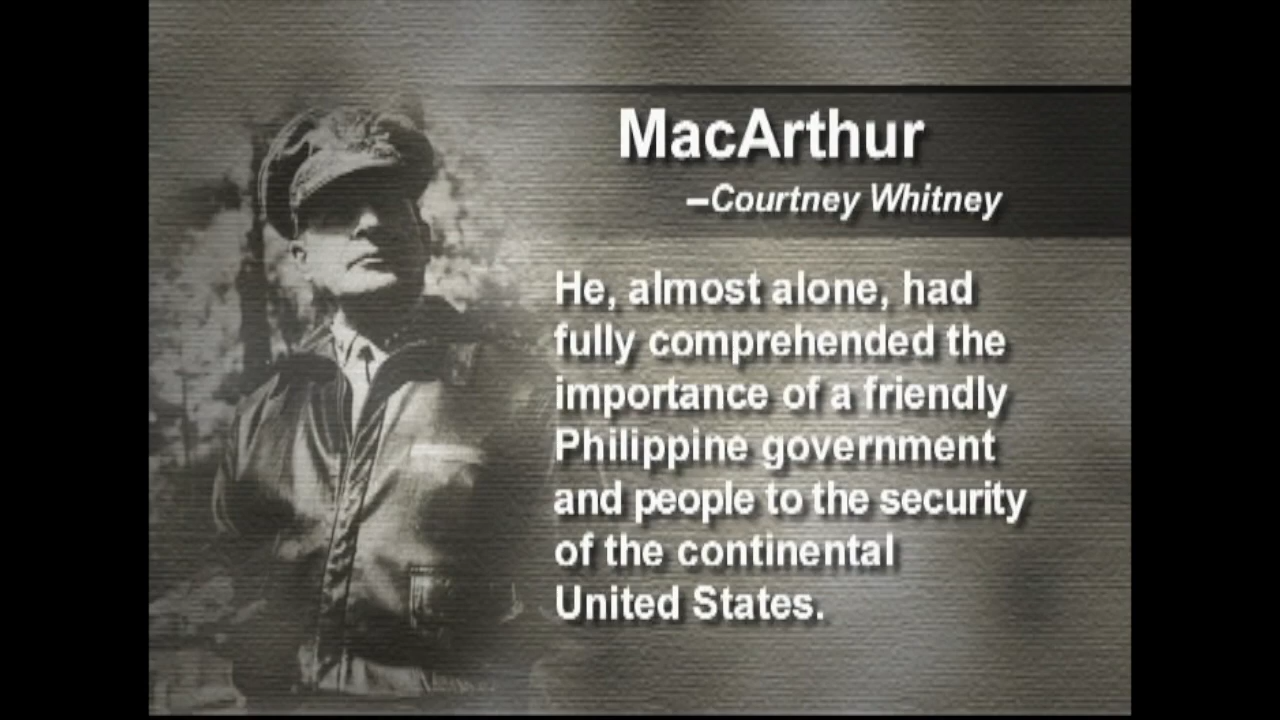 MacArthur
–Courtney Whitney
He, almost alone, had
fully comprehended the
importance of a friendly
Philippine government
and people to the security
of the continental
United States.